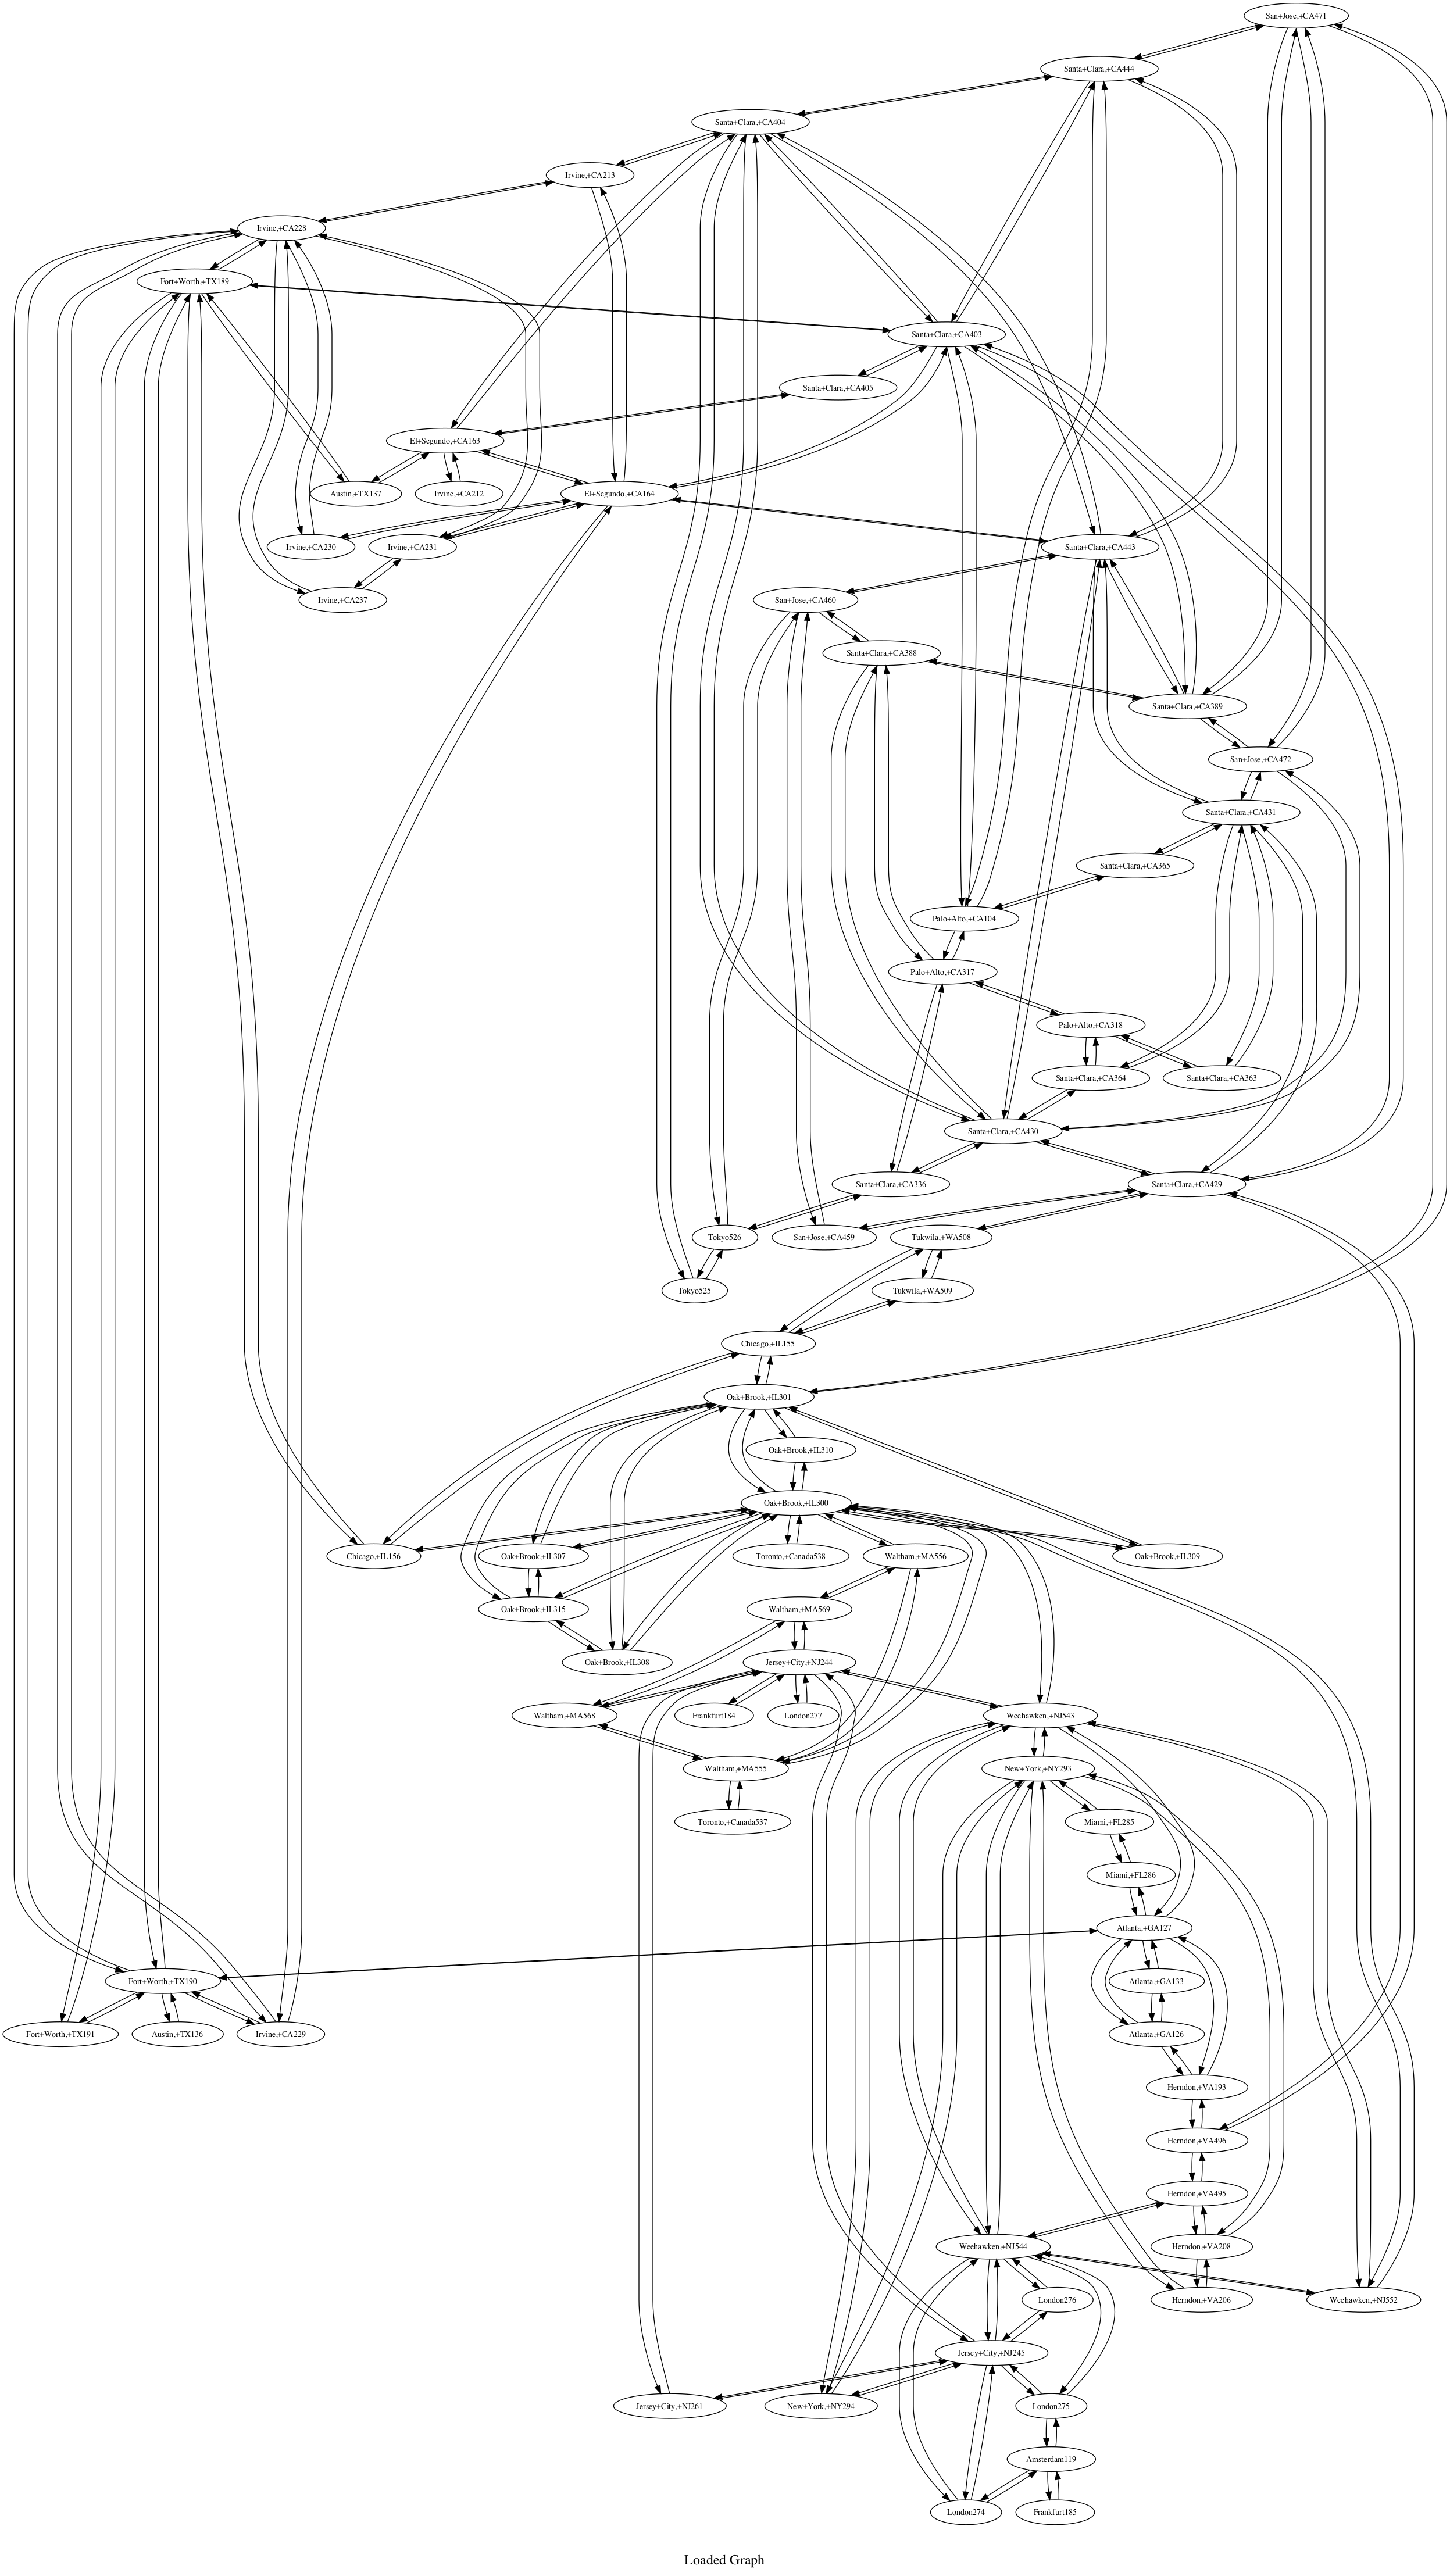 San+Jose,+CA471
Santa+Clara,+CA444
Santa+Clara,+CA404
Irvine,+CA213
Irvine,+CA228
Fort+Worth,+TX189
Santa+Clara,+CA403
Santa+Clara,+CA405
El+Segundo,+CA163
Austin,+TX137
Irvine,+CA212
El+Segundo,+CA164
Irvine,+CA230
Irvine,+CA231
Santa+Clara,+CA443
Irvine,+CA237
San+Jose,+CA460
Santa+Clara,+CA388
Santa+Clara,+CA389
San+Jose,+CA472
Santa+Clara,+CA431
Santa+Clara,+CA365
Palo+Alto,+CA104
Palo+Alto,+CA317
Palo+Alto,+CA318
Santa+Clara,+CA364
Santa+Clara,+CA363
Santa+Clara,+CA430
Santa+Clara,+CA336
Santa+Clara,+CA429
Tokyo526
San+Jose,+CA459
Tukwila,+WA508
Tokyo525
Tukwila,+WA509
Chicago,+IL155
Oak+Brook,+IL301
Oak+Brook,+IL310
Oak+Brook,+IL300
Chicago,+IL156
Oak+Brook,+IL307
Toronto,+Canada538
Waltham,+MA556
Oak+Brook,+IL309
Oak+Brook,+IL315
Waltham,+MA569
Oak+Brook,+IL308
Jersey+City,+NJ244
Waltham,+MA568
Frankfurt184
London277
Weehawken,+NJ543
Waltham,+MA555
New+York,+NY293
Toronto,+Canada537
Miami,+FL285
Miami,+FL286
Atlanta,+GA127
Fort+Worth,+TX190
Atlanta,+GA133
Fort+Worth,+TX191
Austin,+TX136
Irvine,+CA229
Atlanta,+GA126
Herndon,+VA193
Herndon,+VA496
Herndon,+VA495
Weehawken,+NJ544
Herndon,+VA208
London276
Herndon,+VA206
Weehawken,+NJ552
Jersey+City,+NJ245
Jersey+City,+NJ261
New+York,+NY294
London275
Amsterdam119
London274
Frankfurt185
Loaded Graph